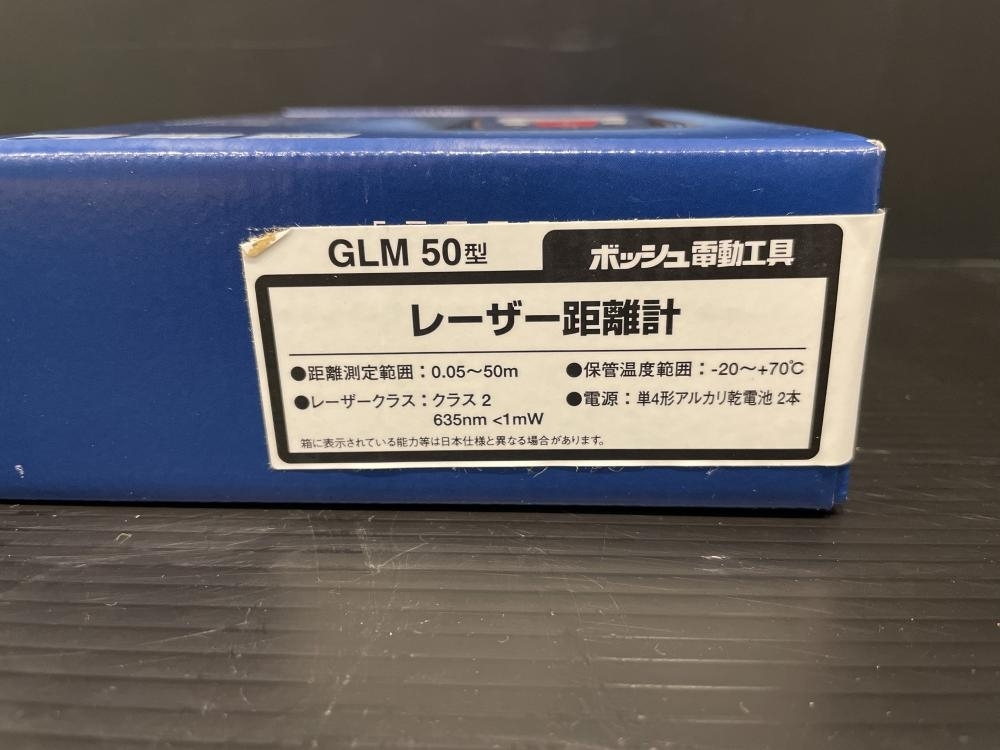 GLM 50型
ボッシュ電動工具
レーザー距離計
●距離測定範囲：0.05～50m
●レーザークラス：クラス 2
635nm <1mW
●保管温度範囲：-20～+70℃
●電源：単4形アルカリ乾電池 2本
箱に表示されている能力等は日本仕様と異なる場合があります。